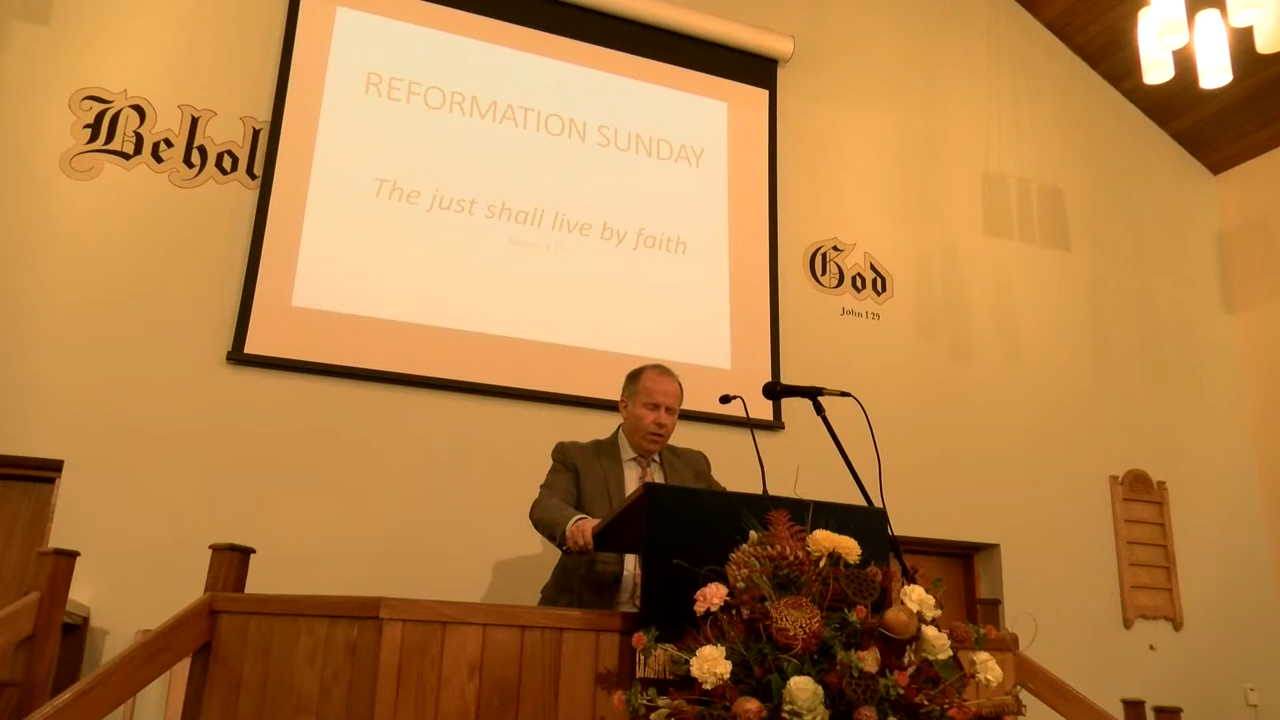 Behol
REFORMATION SUNDAY
The just shall live by faith
God
John 1:29